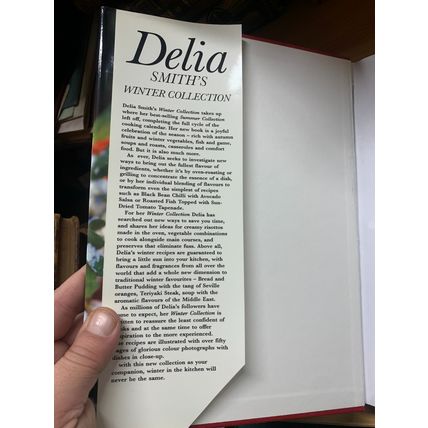 Delia
SMITH'S
WINTER COLLECTION
Delia Smith's Winter Collection takes up
where her best-selling Summer Collection
left off, completing the full cycle of the
cooking calendar. Her new book is a joyful
celebration of the season – rich with autumn
fruits and winter vegetables, fish and game,
soups and roasts, casseroles and comfort
food. But it is also much more.
As ever, Delia seeks to investigate new
ways to bring out the fullest flavour of
ingredients, whether it's by oven-roasting or
grilling to concentrate the essence of a dish,
or by her individual blending of flavours to
transform even the simplest of recipes
such as Black Bean Chilli with Avocado
Salsa or Roasted Fish Topped with Sun-
Dried Tomato Tapenade.
For her Winter Collection Delia has
searched out new ways to save you time,
and shares her ideas for creamy risottos
made in the oven, vegetable combinations
to cook alongside main courses, and
preserves that eliminate fuss. Above all,
Delia's winter recipes are guaranteed to
bring a little sun into your kitchen, with
flavours and fragrances from all over the
world that add a whole new dimension to
traditional winter favourites – Bread and
Butter Pudding with the tang of Seville
oranges, Teriyaki Steak, soup with the
aromatic flavours of the Middle East.
As millions of Delia's followers have
come to expect, her Winter Collection is
written to reassure the least confident of
and at the same time to offer
to the more experienced.
recipes are illustrated with over fifty
of glorious colour photographs with
dishes in close-up.
with this new collection as your
companion, winter in the kitchen will
never be the same.